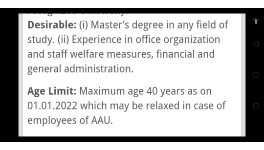 Desirable: (i) Master's degree in any field of
study. (ii) Experience in office organization
and staff welfare measures, financial and
general administration.
Age Limit: Maximum age 40 years as on
01.01.2022 which may be relaxed in case of
employees of AAU.